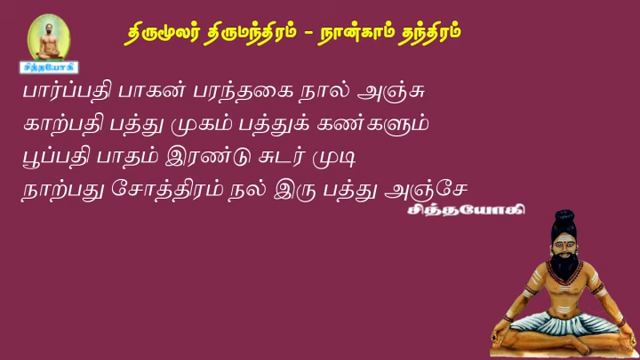 திருமூலர் திருமந்திரம் - நான்காம் தந்திரம்
சித்தயோகி
பார்ப்பதி பாகன் பரந்தகை நால் அஞ்சு
காற்பதி பத்து முகம் பத்துக் கண்களும்
பூப்பதி பாதம் இரண்டு சுடர் முடி
நாற்பது சோத்திரம் நல் இரு பத்து அஞ்சே
சித்தயோகி